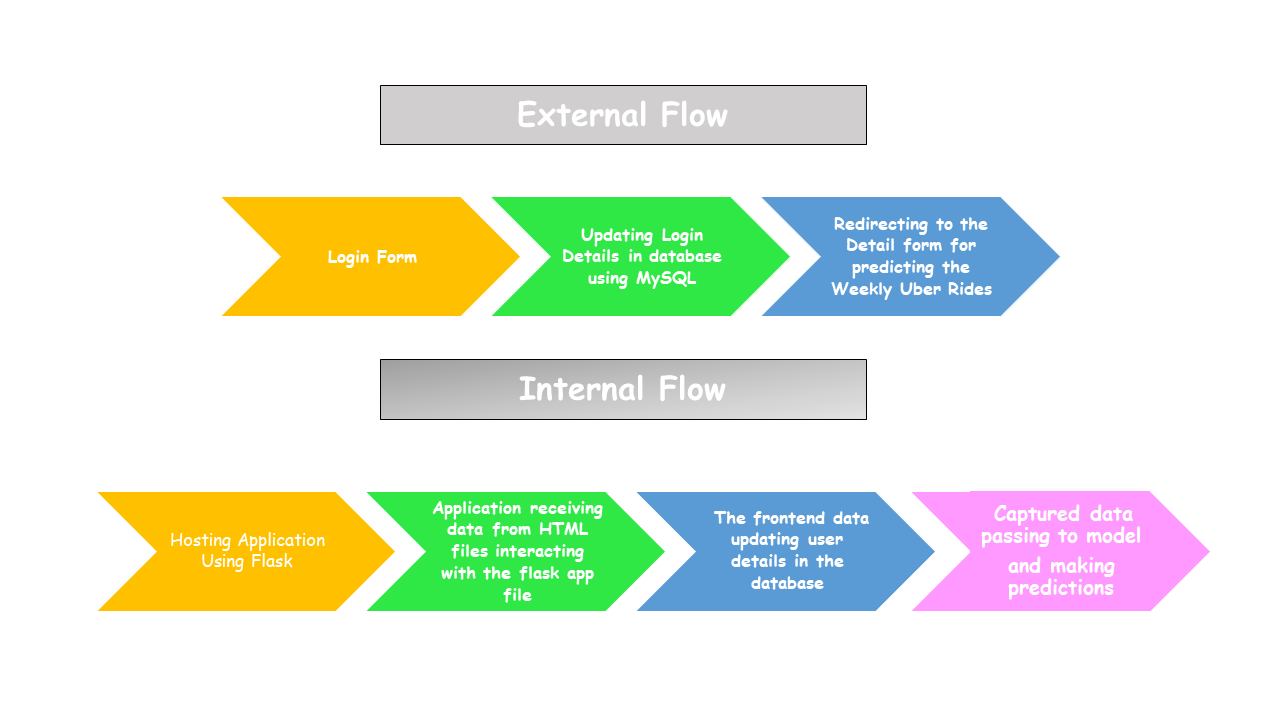 External Flow
Login Form
Updating Login
Details in database
using MySQL
Redirecting to the
Detail form for
predicting the
Weekly Uber Rides
Internal Flow
Hosting Application
Using Flask
Application receiving
data from HTML
files interacting
with the flask app
file
The frontend data
updating user
details in the
database
Captured data
passing to model
and making
predictions